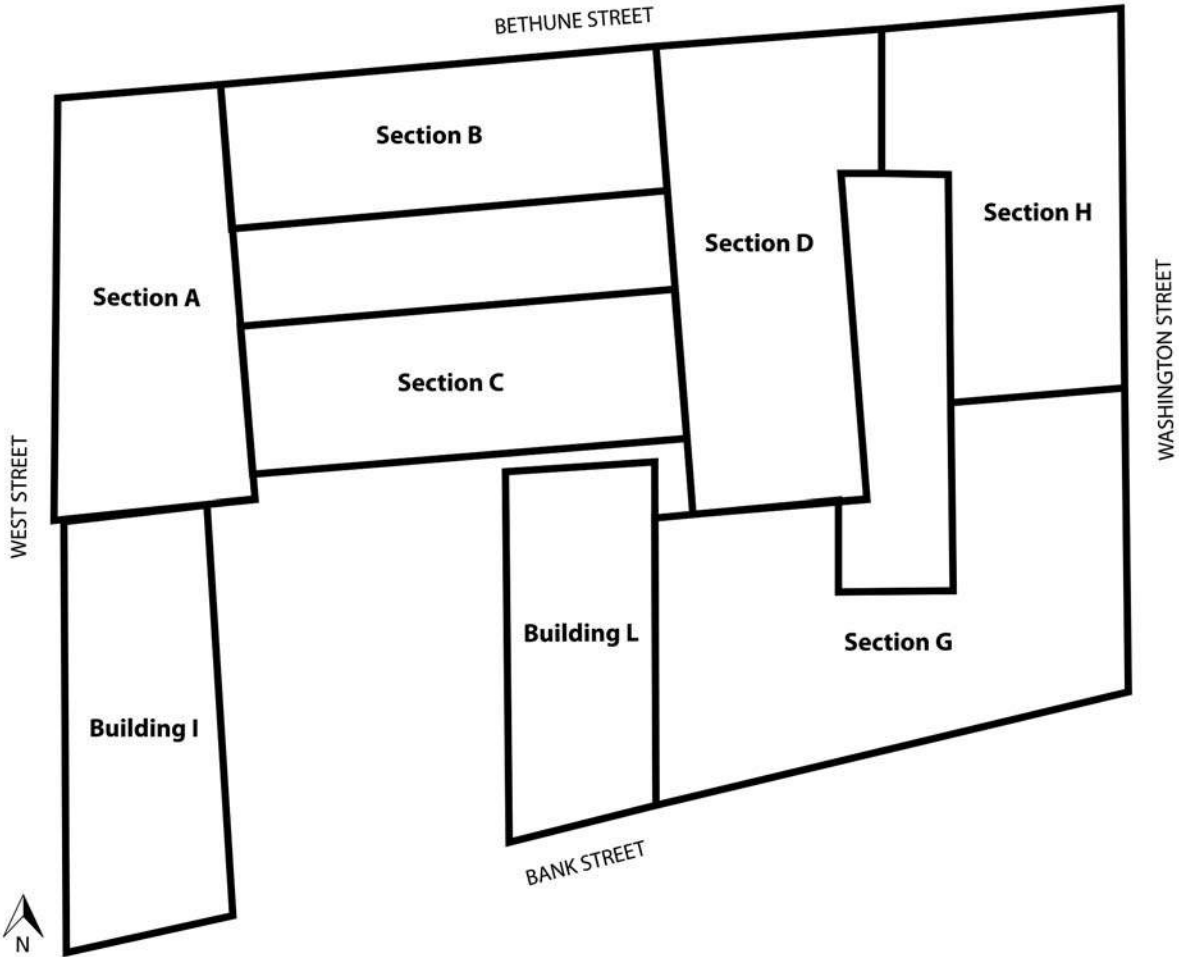 BETHUNE STREET
Section B
Section H
Section D
Section A
Section C
WASHINGTON STREET
WEST STREET
Building L
Section G
Building I
BANK STREET
N